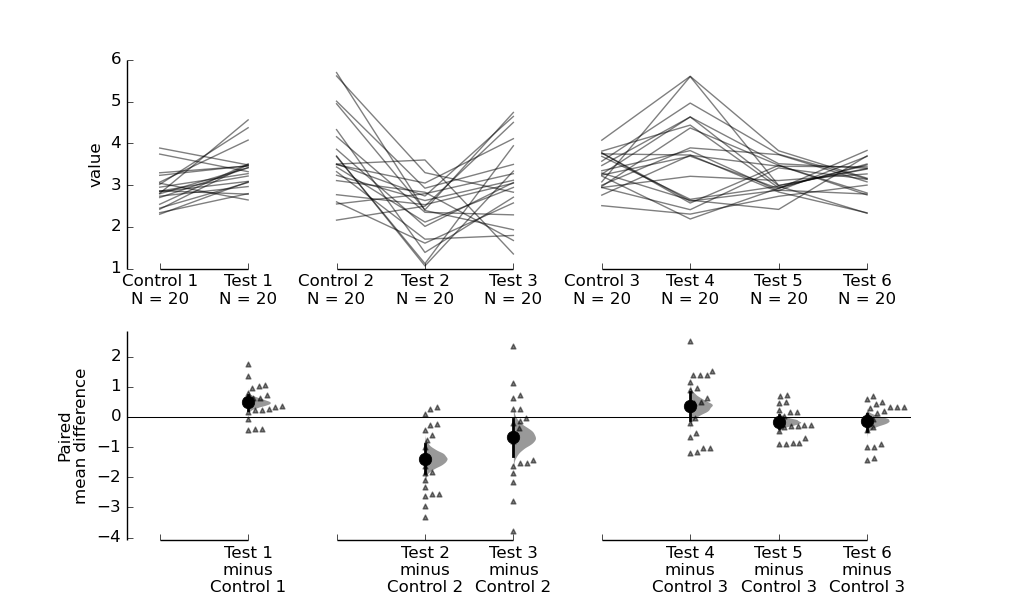 6
5
4
3
2
1
value
Control 1 Test 1 Control 2 Test 2 Test 3 Control 3 Test 4 Test 5 Test 6
N = 20 N = 20 N = 20 N = 20 N = 20 N = 20 N = 20 N = 20 N = 20
2
1
0
−1
−2
−3
−4
Paired
mean difference
Test 1 Test 2 Test 3 Test 4 Test 5 Test 6
minus minus minus minus minus minus
Control 1 Control 2 Control 2 Control 3 Control 3 Control 3